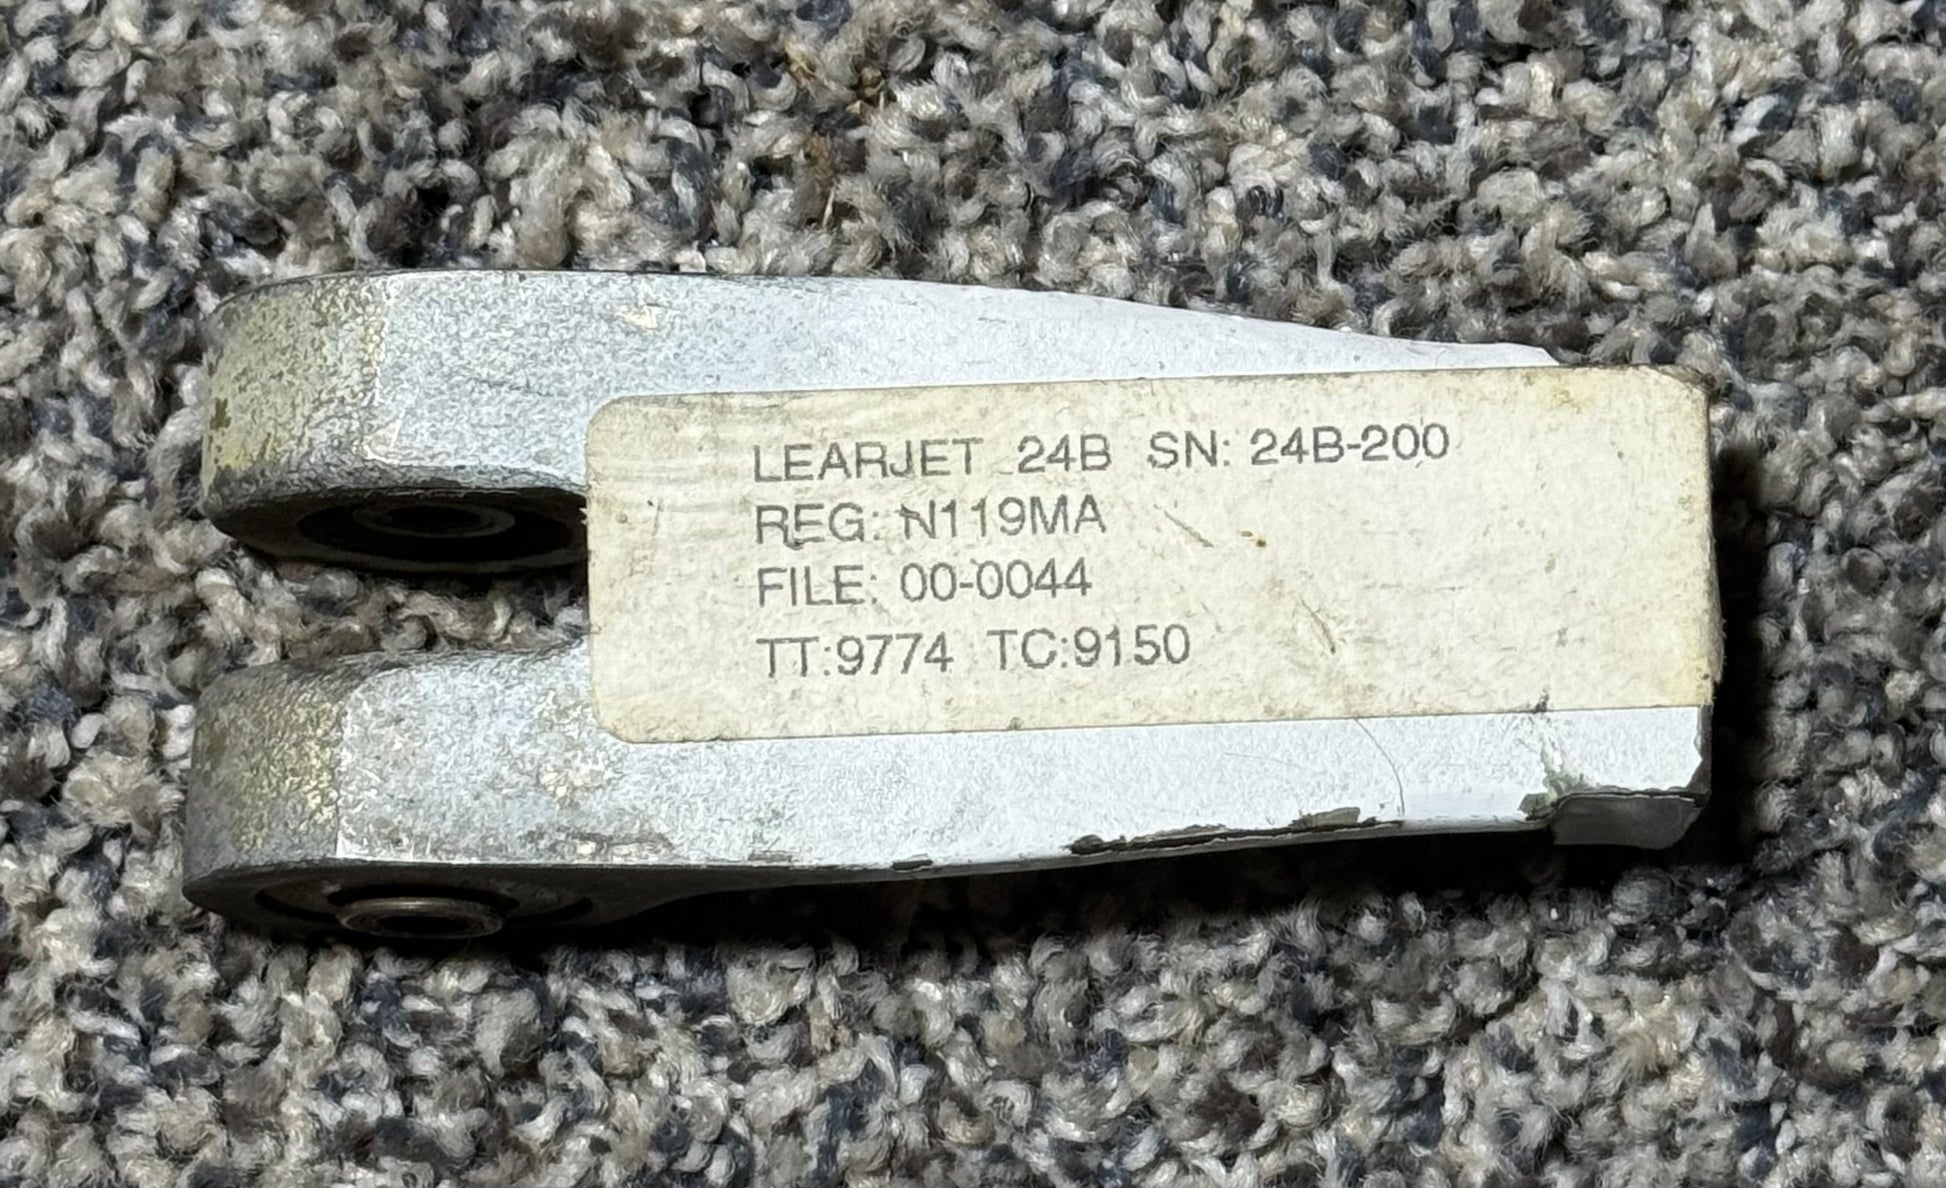 LEARJET 24B SN: 24B-200
REG: N119MA
FILE: 00-0044
TT:9774 TC:9150